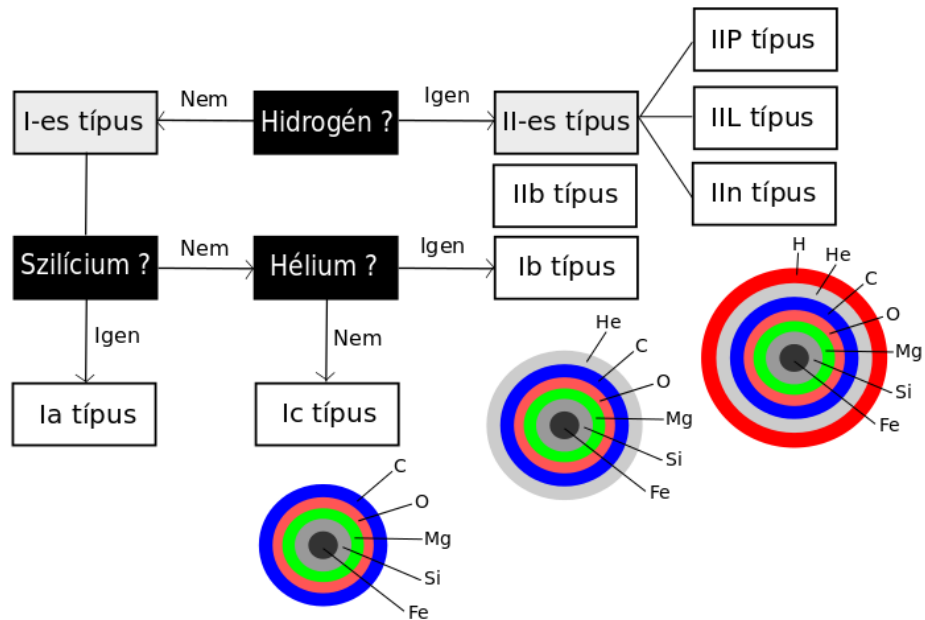 IIP típus
Nem
Igen
I-es típus
Hidrogén ?
II-es típus
IIL típus
IIb típus
IIn típus
Szilícium ?
Nem
Hélium ?
Igen
Ib típus
Igen
Nem
Ia típus
Ic típus
H
He
C
O
Mg
Si
Fe
He
C
O
Mg
Si
Fe
C
O
Mg
Si
Fe